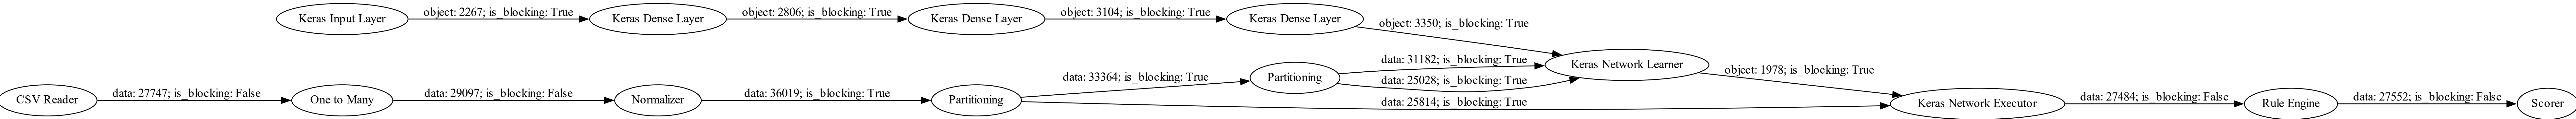 Keras Input Layer
object: 2267; is_blocking: True
Keras Dense Layer
object: 2806; is_blocking: True
Keras Dense Layer
object: 3104; is_blocking: True
Keras Dense Layer
object: 3350; is_blocking: True
CSV Reader
data: 27747; is_blocking: False
One to Many
data: 29097; is_blocking: False
Normalizer
data: 36019; is_blocking: True
Partitioning
data: 33364; is_blocking: True
Partitioning
data: 31182; is_blocking: True
data: 25028; is_blocking: True
data: 25814; is_blocking: True
Keras Network Learner
object: 1978; is_blocking: True
Keras Network Executor
data: 27484; is_blocking: False
Rule Engine
data: 27552; is_blocking: False
Scorer